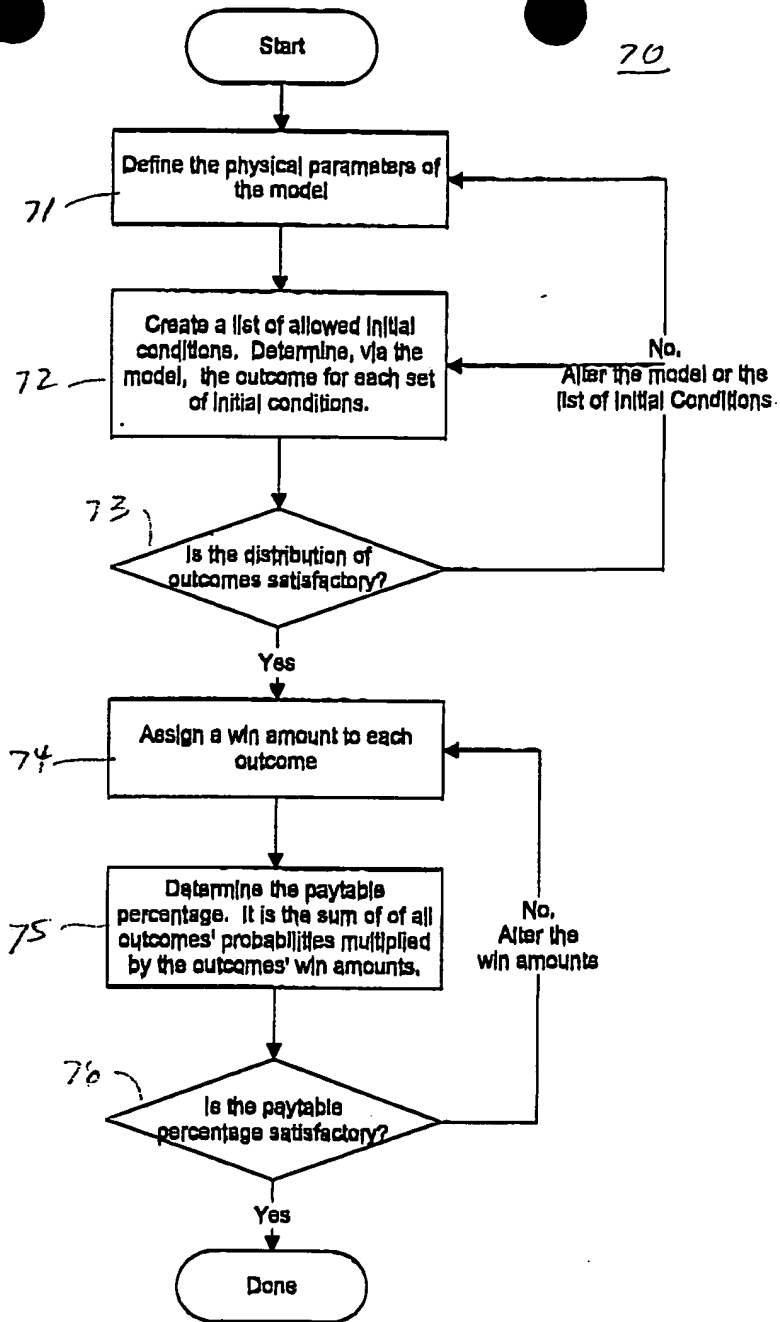 Start
70
Define the physical parameters of
the model
71
Create a list of allowed initial
conditions. Determine, via the
model, the outcome for each set
of initial conditions.
72
No.
Alter the model or the
list of Initial Conditions
73
Is the distribution of
outcomes satisfactory?
Yes
Assign a win amount to each
outcome
74
Determine the paytable
percentage. It is the sum of of all
outcomes' probabilities multiplied
by the outcomes' win amounts.
75
No,
Alter the
win amounts
76
Is the paytable
percentage satisfactory?
Yes
Done